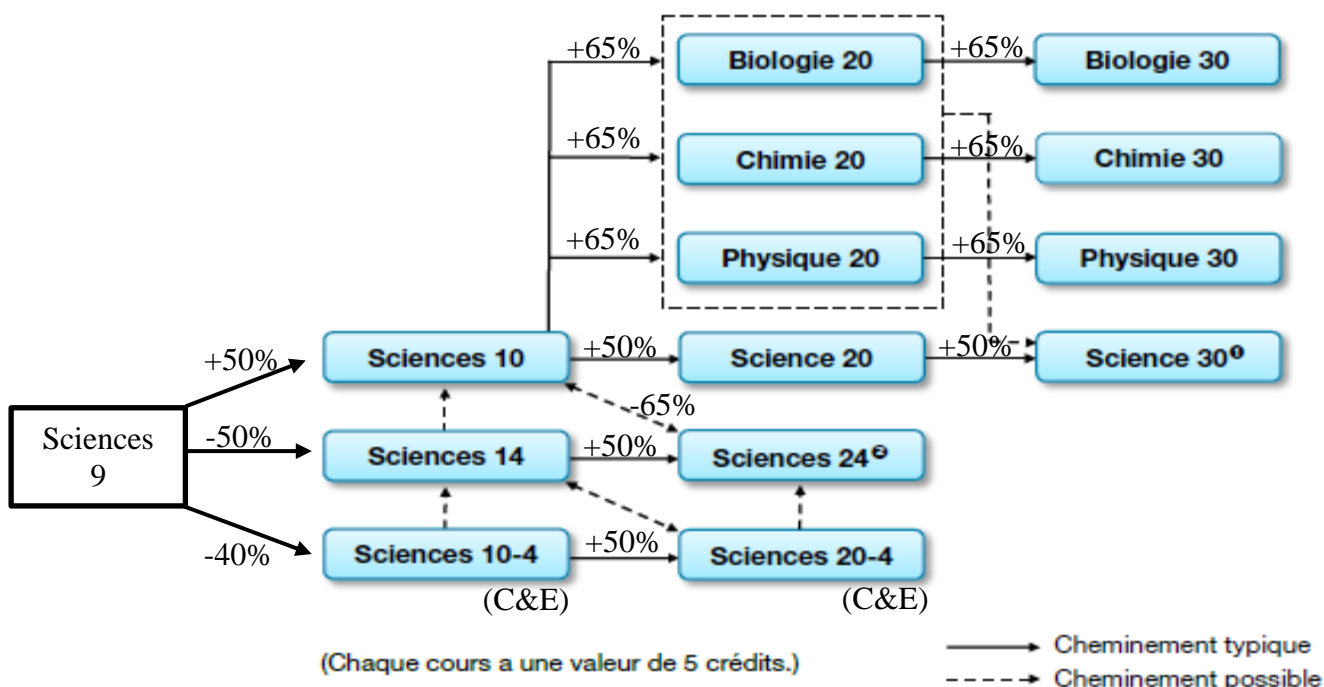 +65% Biologie 20 +65% Biologie 30
+65% Chimie 20 +65% Chimie 30
+65% Physique 20 +65% Physique 30
+50% Sciences 10 +50% Science 20 +50% Science 30❶
-65%
Sciences
9
-50% Sciences 14 +50% Sciences 24❷
-40% Sciences 10-4 +50% Sciences 20-4
(C&E) (C&E)
(Chaque cours a une valeur de 5 crédits.)
Cheminement typique
Cheminement possible